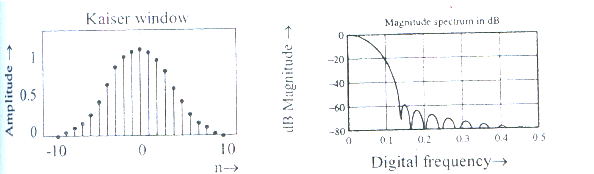 Kaiser window
Amplitude →
1
0.5
0
-10 0 10
n→
Magnitude spectrum in dB
dB Magnitude →
0
-20
-40
-60
-80
0 0.1 0.2 0.3 0.4 0.5
Digital frequency→